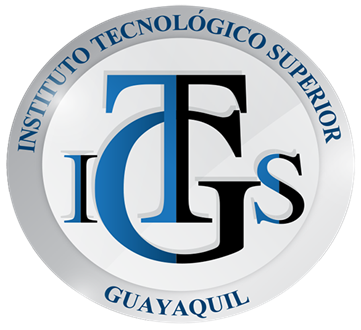 INSTITUTO TECNOLÓGICO SUPERIOR
ITGS
GUAYAQUIL